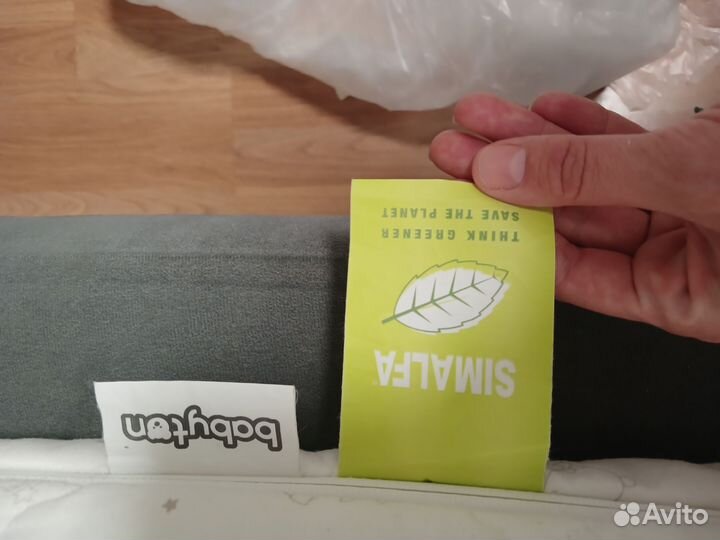 SIMALFA
THINK GREENER
SAVE THE PLANET
babyton
Avito